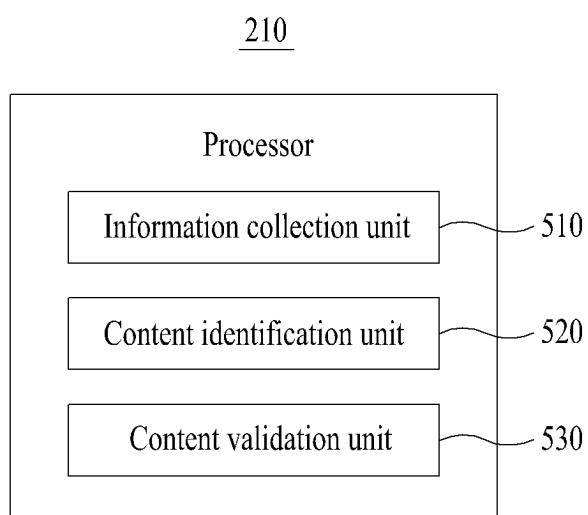 210
Processor
Information collection unit 510
Content identification unit 520
Content validation unit 530